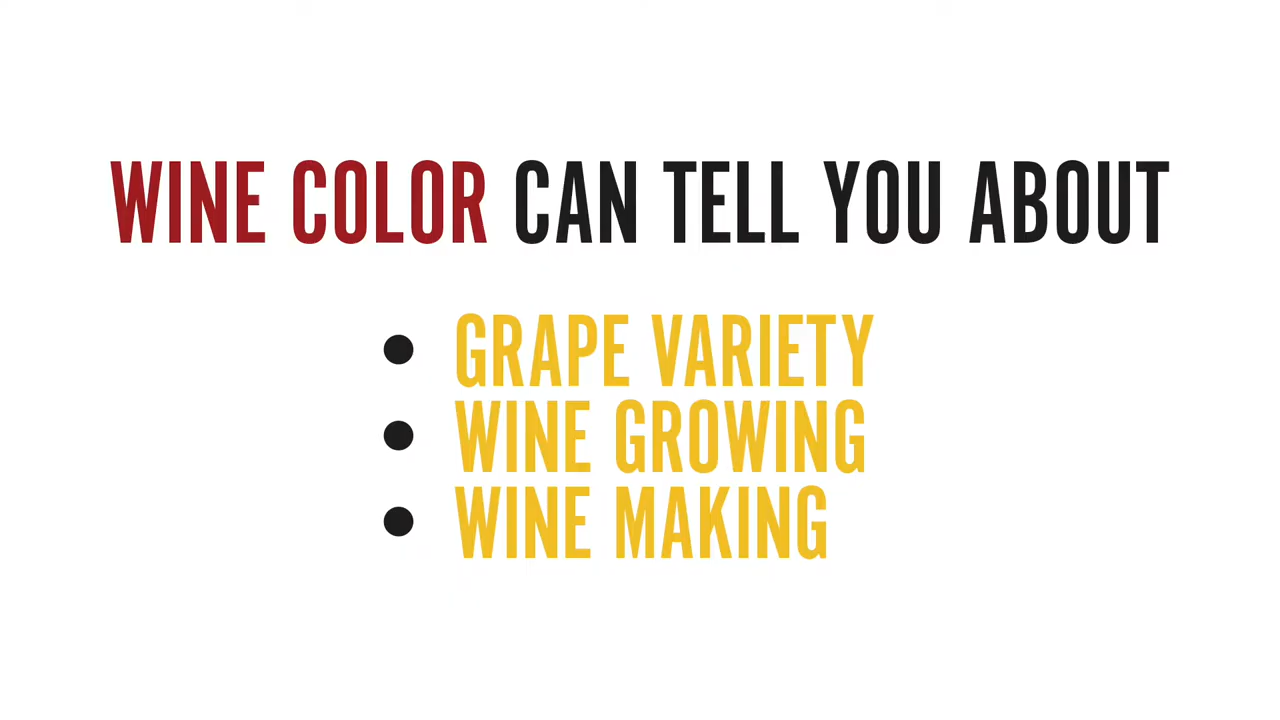 WINE COLOR CAN TELL YOU ABOUT
• GRAPE VARIETY
• WINE GROWING
• WINE MAKING